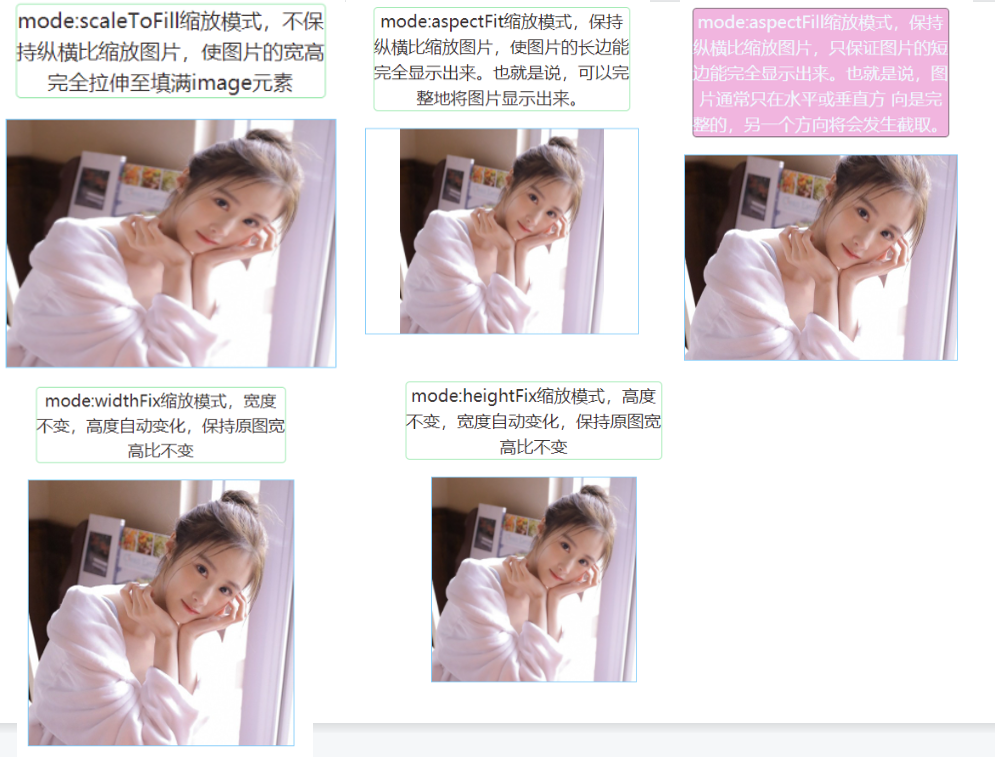 mode:scaleToFill缩放模式，不保
持纵横比缩放图片，使图片的宽高
完全拉伸至填满image元素
mode:aspectFit缩放模式，保持
纵横比缩放图片，使图片的长边能
完全显示出来。也就是说，可以完
整地将图片显示出来。
mode:aspectFill缩放模式，保持
纵横比缩放图片，只保证图片的短
边能完全显示出来。也就是说，图
片通常只在水平或垂直方 向是完
整的，另一个方向将会发生截取。
mode:widthFix缩放模式，宽度
不变，高度自动变化，保持原图宽
高比不变
mode:heightFix缩放模式，高度
不变，宽度自动变化，保持原图宽
高比不变